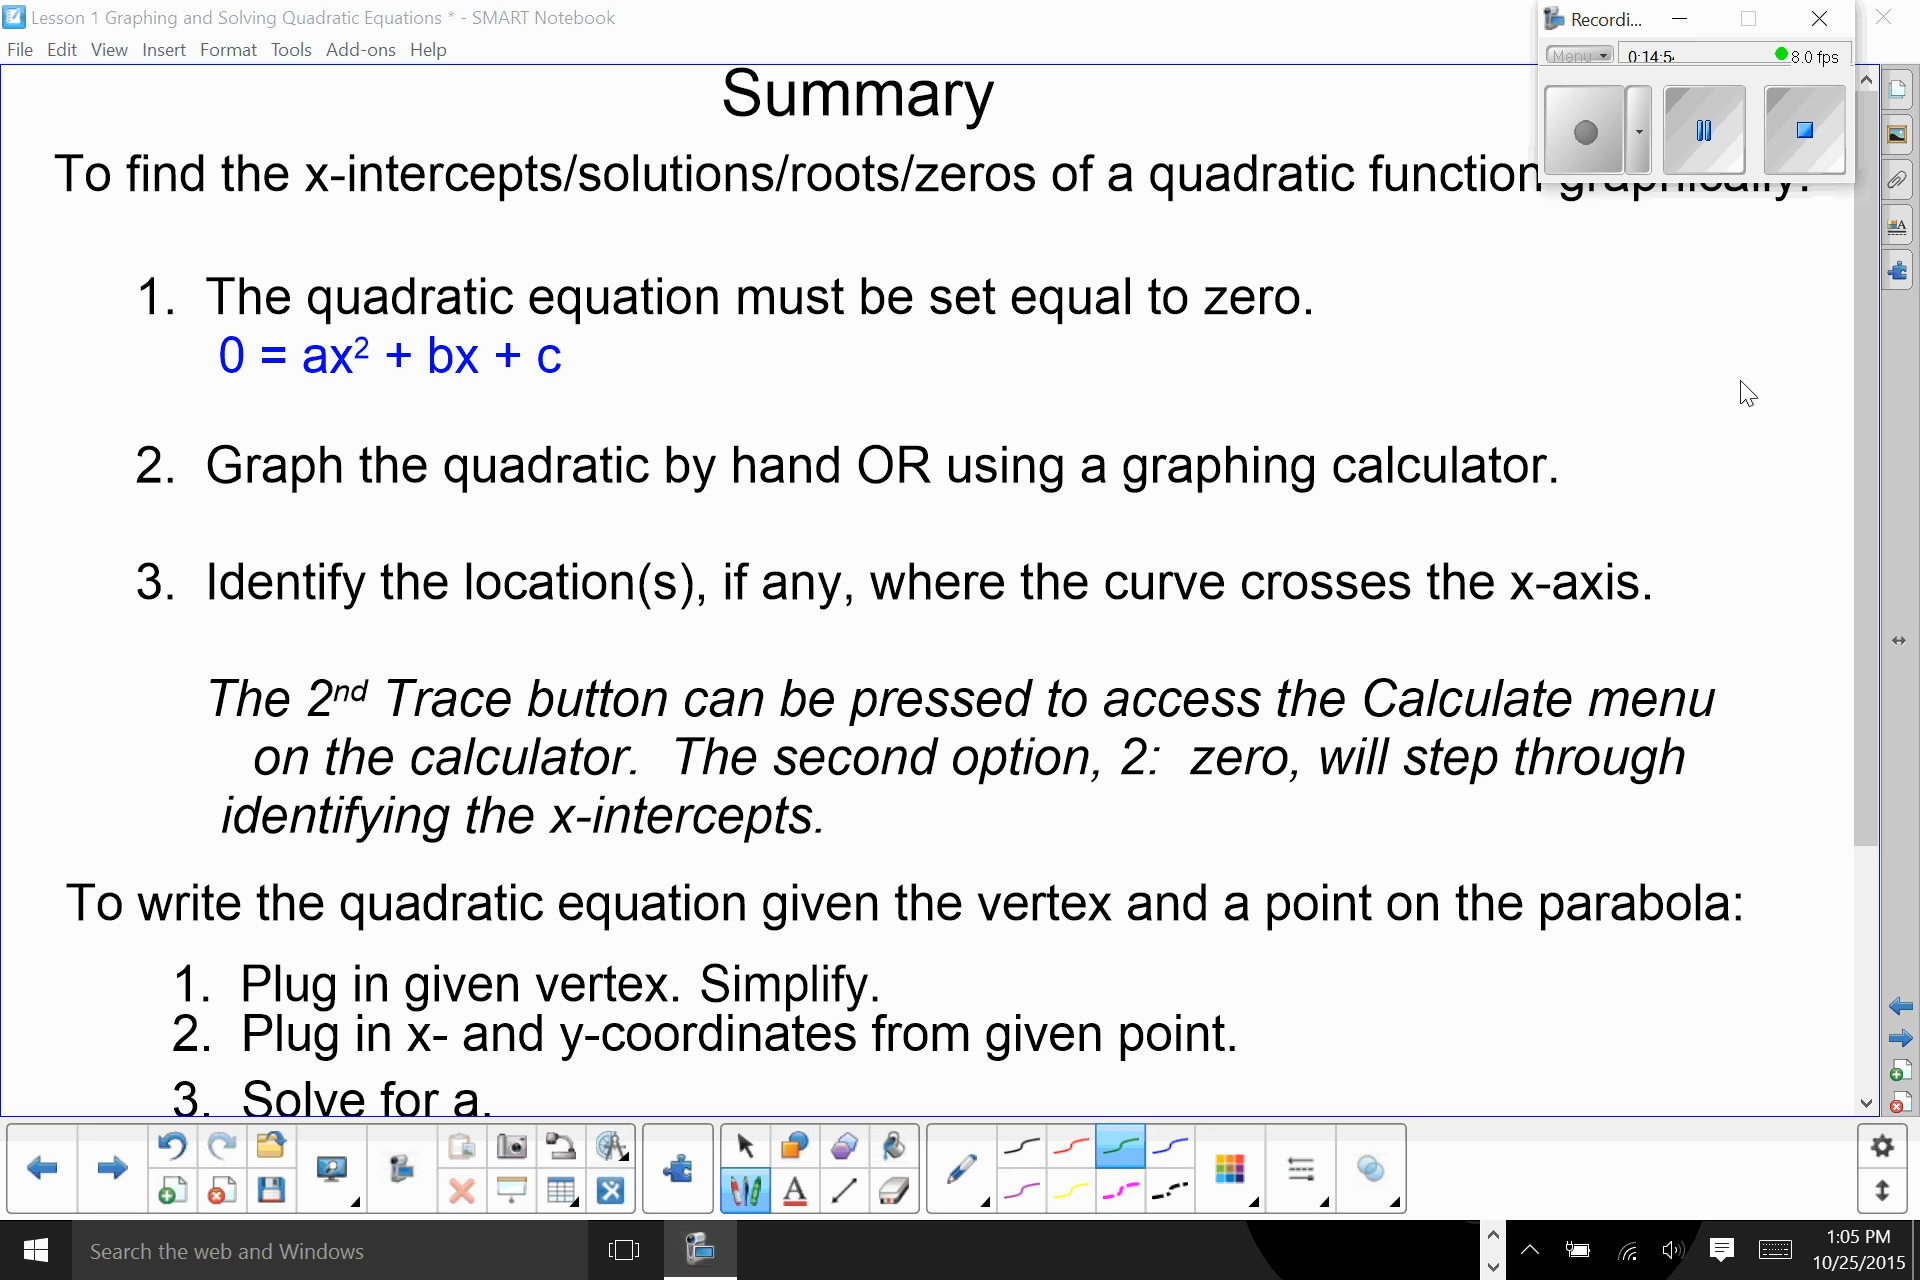 Lesson 1 Graphing and Solving Quadratic Equations * - SMART Notebook
Recordi...
File Edit View Insert Format Tools Add-ons Help
Menu 0:14:54 8.0 fps
Summary
To find the x-intercepts/solutions/roots/zeros of a quadratic function graphically:
1. The quadratic equation must be set equal to zero.
0 = ax² + bx + c
2. Graph the quadratic by hand OR using a graphing calculator.
3. Identify the location(s), if any, where the curve crosses the x-axis.
The 2nd Trace button can be pressed to access the Calculate menu
on the calculator. The second option, 2: zero, will step through
identifying the x-intercepts.
To write the quadratic equation given the vertex and a point on the parabola:
1. Plug in given vertex. Simplify.
2. Plug in x- and y-coordinates from given point.
3. Solve for a.
Search the web and Windows
1:05 PM
10/25/2015